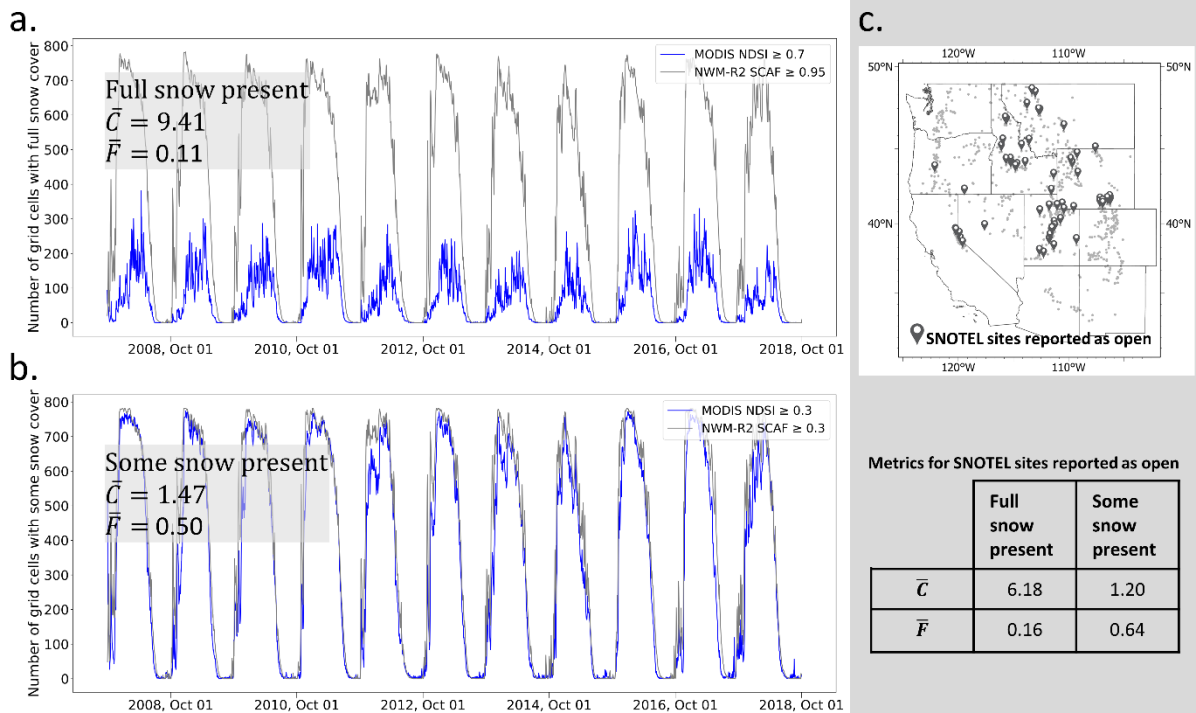 a.
Number of grid cells with full snow cover
800
700
600
500
400
300
200
100
0
MODIS NDSI ≥ 0.7
NWM-R2 SCAF ≥ 0.95
Full snow present
C̄ = 9.41
F̄ = 0.11
2008, Oct 01
2010, Oct 01
2012, Oct 01
2014, Oct 01
2016, Oct 01
2018, Oct 01
b.
Number of grid cells with some snow cover
800
700
600
500
400
300
200
100
0
MODIS NDSI ≥ 0.3
NWM-R2 SCAF ≥ 0.3
Some snow present
C̄ = 1.47
F̄ = 0.50
2008, Oct 01
2010, Oct 01
2012, Oct 01
2014, Oct 01
2016, Oct 01
2018, Oct 01
c.
120°W 110°W
50°N 50°N
40°N 40°N
SNOTEL sites reported as open
120°W 110°W
Metrics for SNOTEL sites reported as open
Full snow present
Some snow present
C̄ 6.18 1.20
F̄ 0.16 0.64